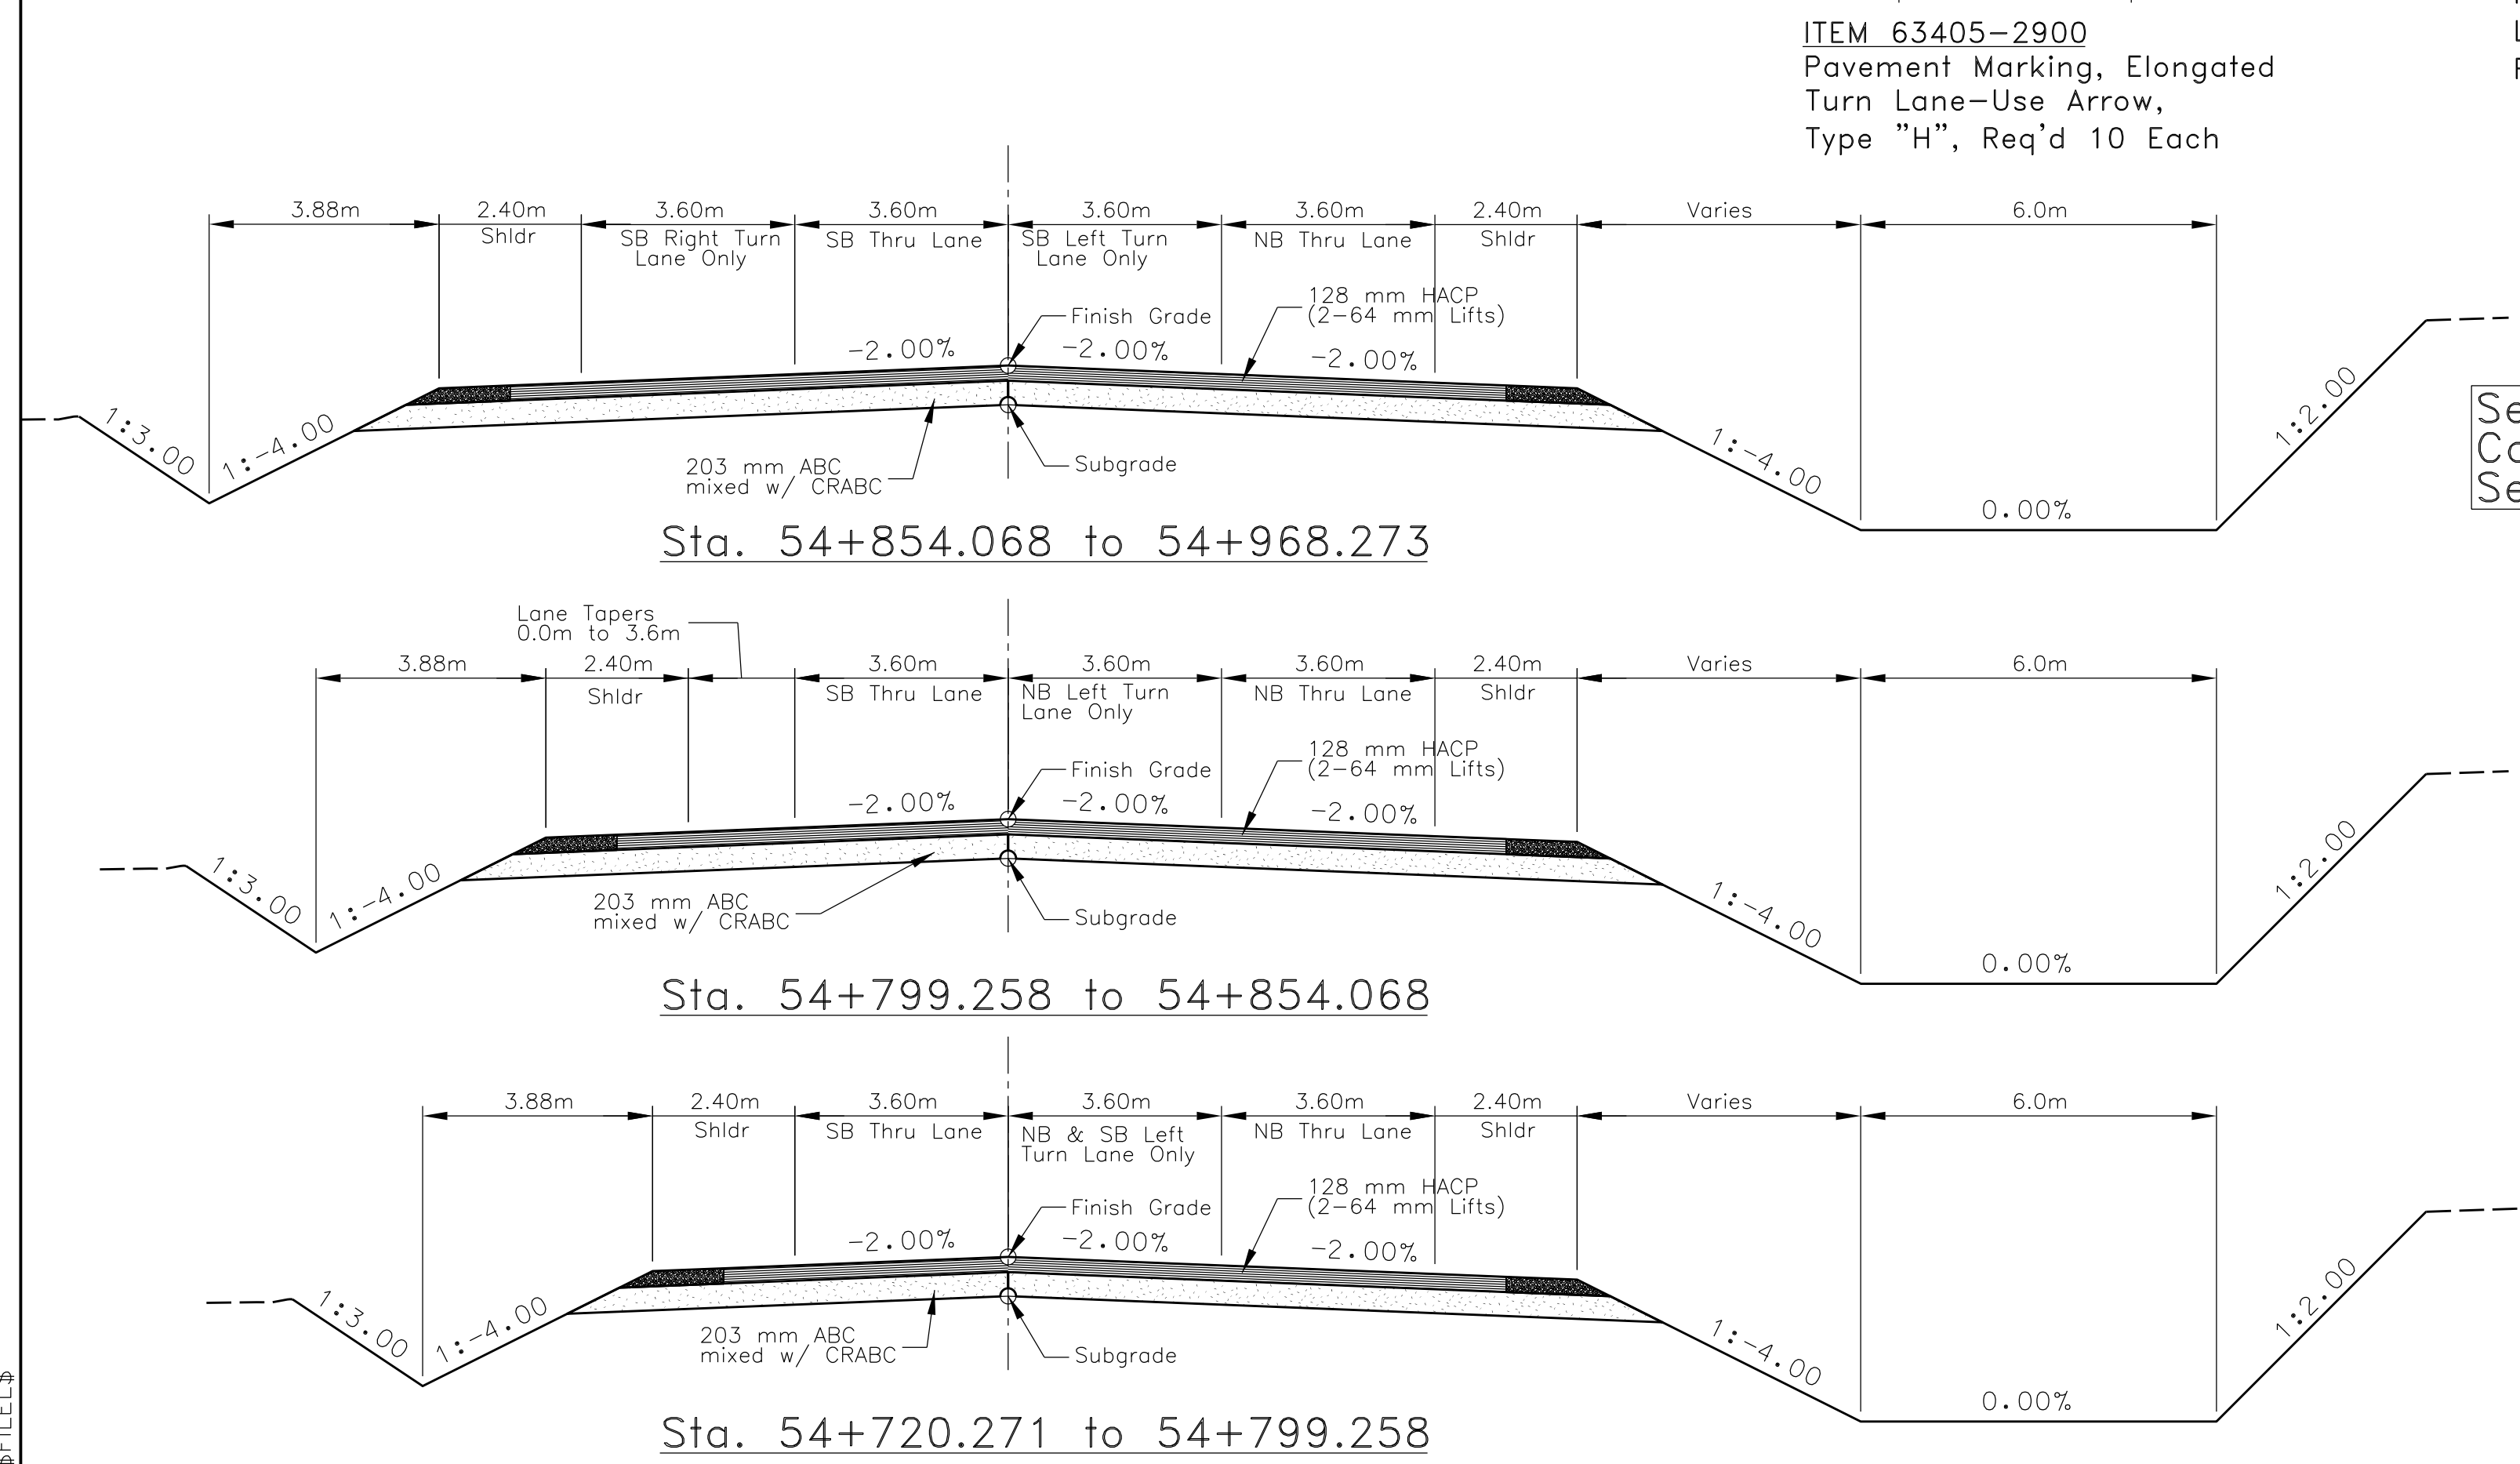 ITEM 63405-2900
Pavement Marking, Elongated
Turn Lane-Use Arrow,
Type "H", Req'd 10 Each
3.88m 2.40m 3.60m 3.60m 3.60m 3.60m 2.40m Varies 6.0m
Shldr SB Right Turn SB Thru Lane SB Left Turn NB Thru Lane Shldr
Lane Only Lane Only
128 mm HACP
(2-64 mm Lifts)
Finish Grade
-2.00% -2.00% -2.00%
1:3.00 1:-4.00 1:-4.00 1:2.00
203 mm ABC
mixed w/ CRABC
Subgrade
0.00%
Sta. 54+854.068 to 54+968.273
Se
Co
Se
Lane Tapers
0.0m to 3.6m
3.88m 2.40m 3.60m 3.60m 3.60m 2.40m Varies 6.0m
Shldr SB Thru Lane NB Left Turn NB Thru Lane Shldr
Lane Only
128 mm HACP
(2-64 mm Lifts)
Finish Grade
-2.00% -2.00% -2.00%
1:3.00 1:-4.00 1:-4.00 1:2.00
203 mm ABC
mixed w/ CRABC
Subgrade
0.00%
Sta. 54+799.258 to 54+854.068
3.88m 2.40m 3.60m 3.60m 3.60m 2.40m Varies 6.0m
Shldr SB Thru Lane NB & SB Left NB Thru Lane Shldr
Turn Lane Only
128 mm HACP
(2-64 mm Lifts)
Finish Grade
-2.00% -2.00% -2.00%
1:3.00 1:-4.00 1:-4.00 1:2.00
203 mm ABC
mixed w/ CRABC
Subgrade
0.00%
Sta. 54+720.271 to 54+799.258
$FILEL$